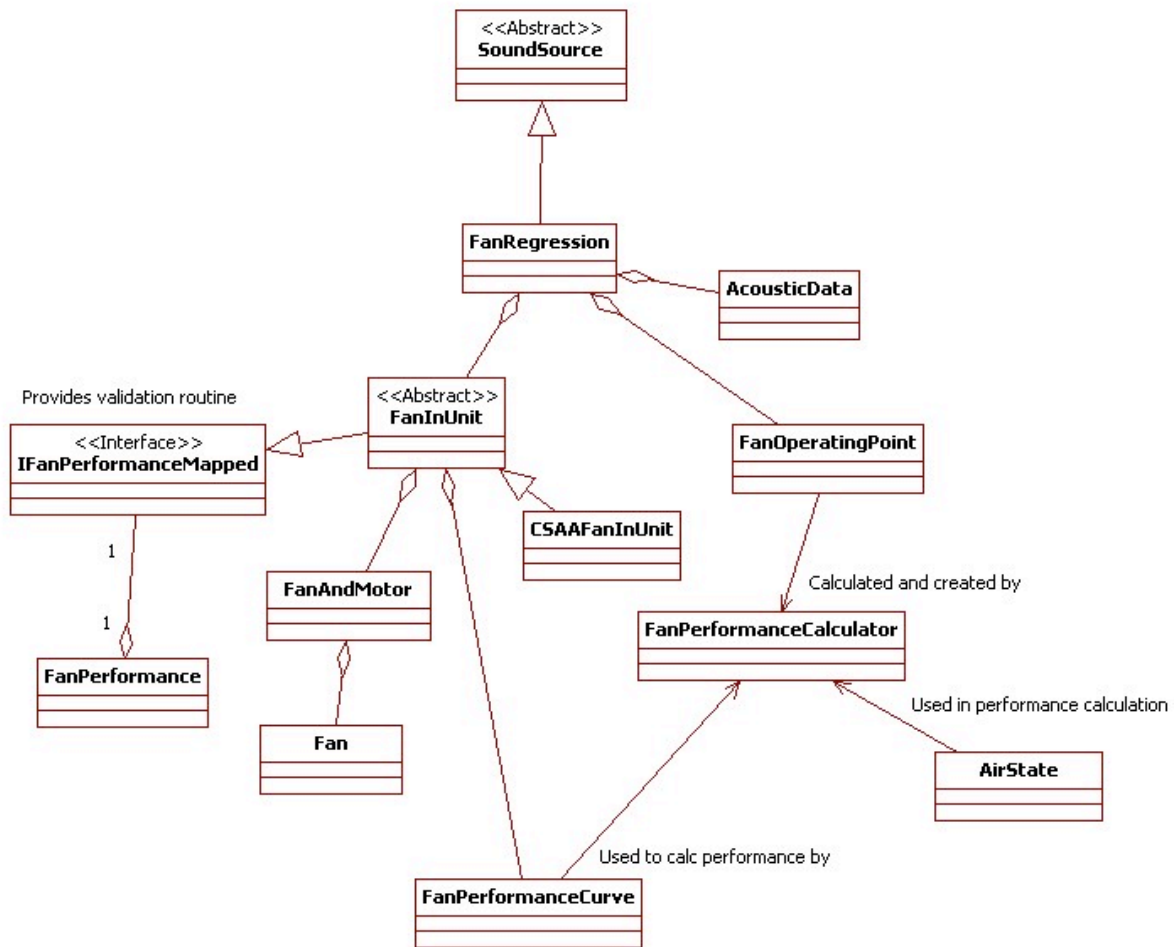 <<Abstract>>
SoundSource
FanRegression
AcousticData
Provides validation routine
<<Interface>>
IFanPerformanceMapped
<<Abstract>>
FanInUnit
FanOperatingPoint
CSAAFanInUnit
1
FanAndMotor
Calculated and created by
1
FanPerformanceCalculator
FanPerformance
Used in performance calculation
Fan
AirState
Used to calc performance by
FanPerformanceCurve